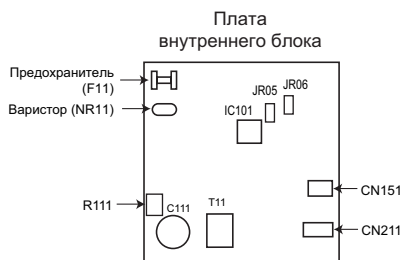 Плата
внутреннего блока
Предохранитель
(F11)
Варистор (NR11)
JR05
JR06
IC101
CN151
R111
C111
T11
CN211